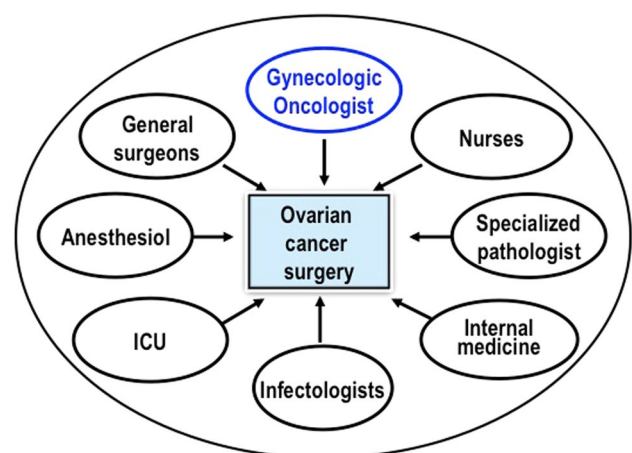 Gynecologic
Oncologist
General
surgeons
Nurses
Anesthesiol
Ovarian
cancer
surgery
Specialized
pathologist
ICU
Internal
medicine
Infectologists